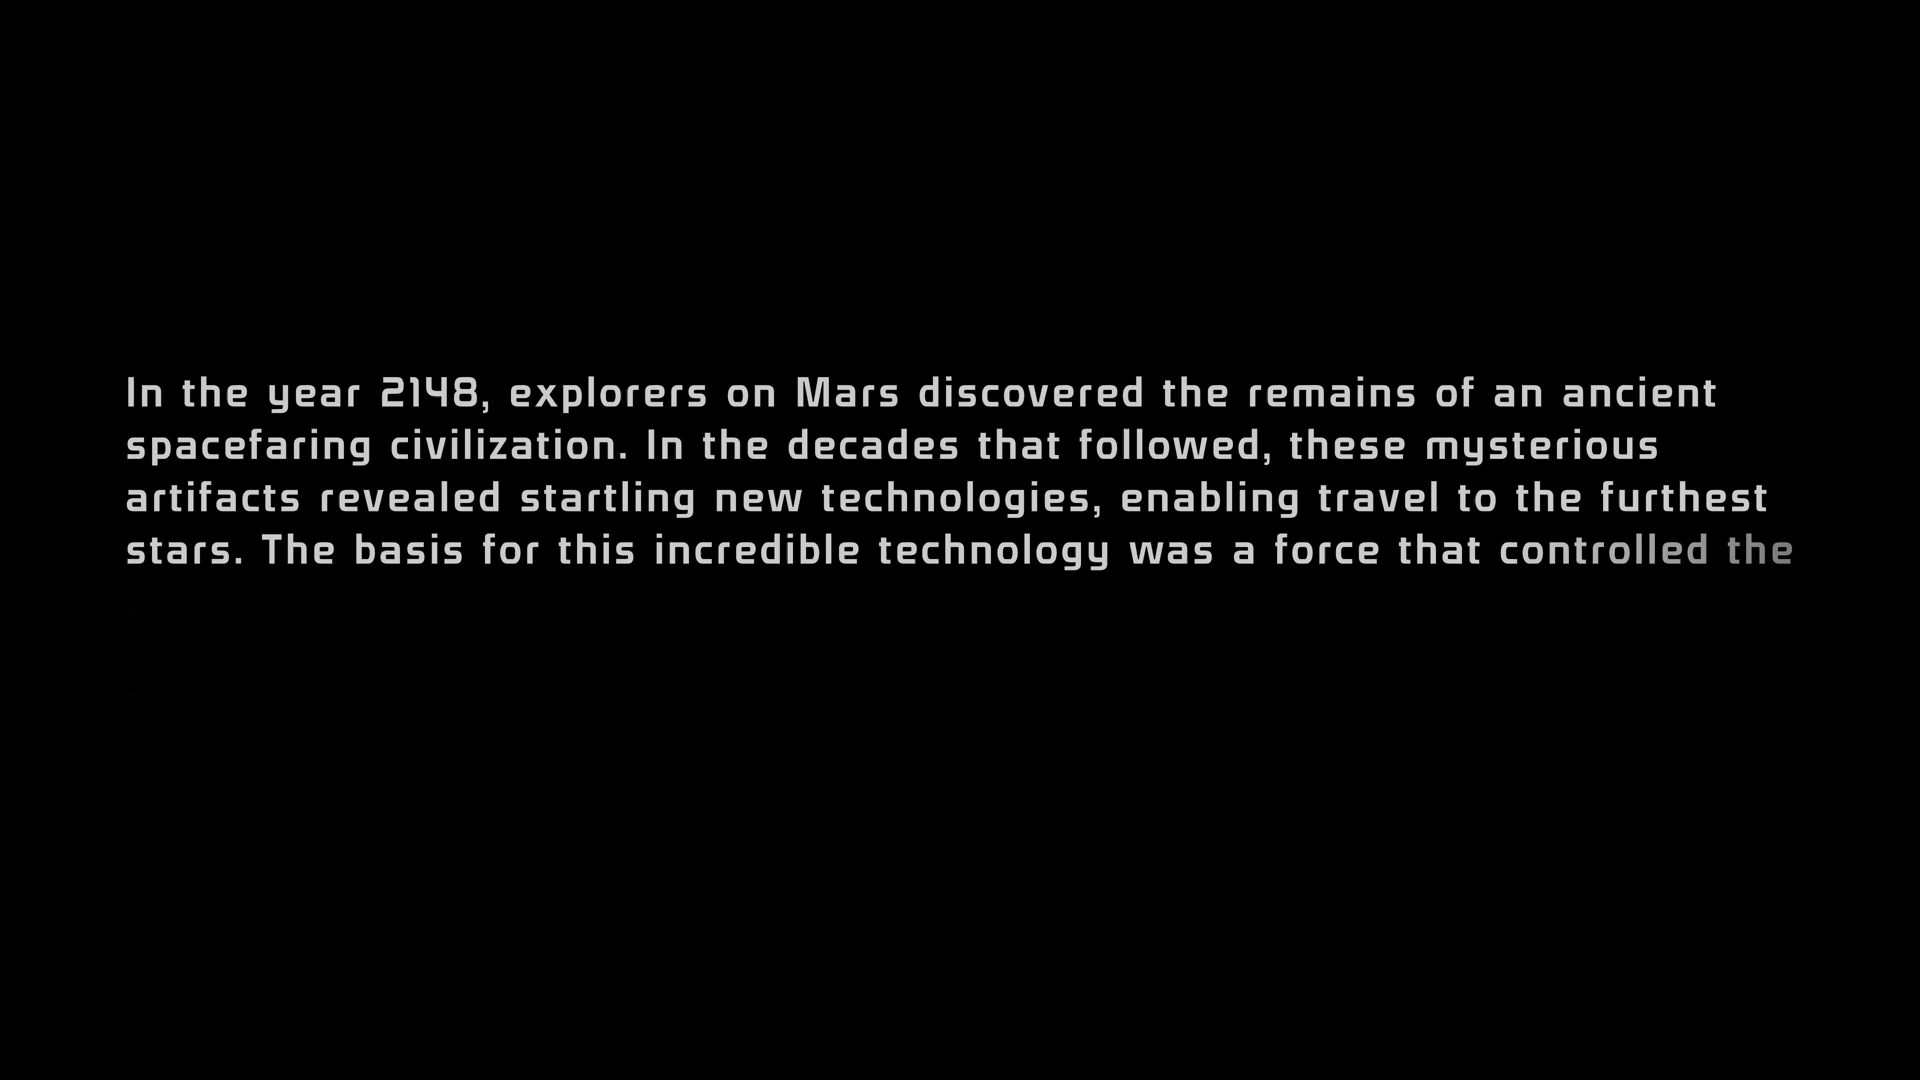 In the year 2148, explorers on Mars discovered the remains of an ancient
spacefaring civilization. In the decades that followed, these mysterious
artifacts revealed startling new technologies, enabling travel to the furthest
stars. The basis for this incredible technology was a force that controlled the